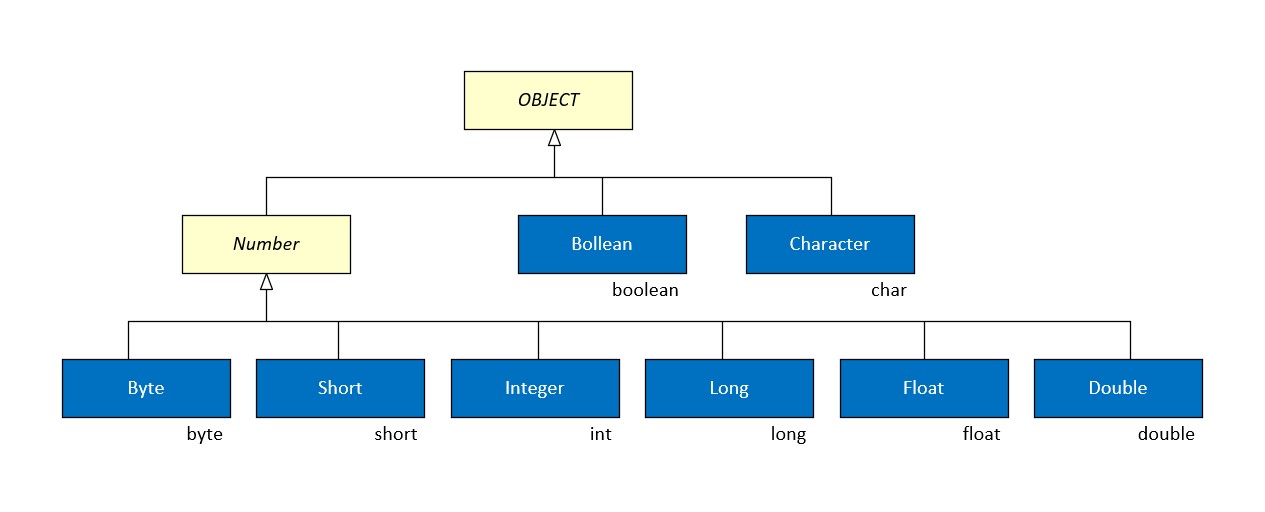 OBJECT
Number
Bollean
Character
boolean
char
Byte
Short
Integer
Long
Float
Double
byte
short
int
long
float
double